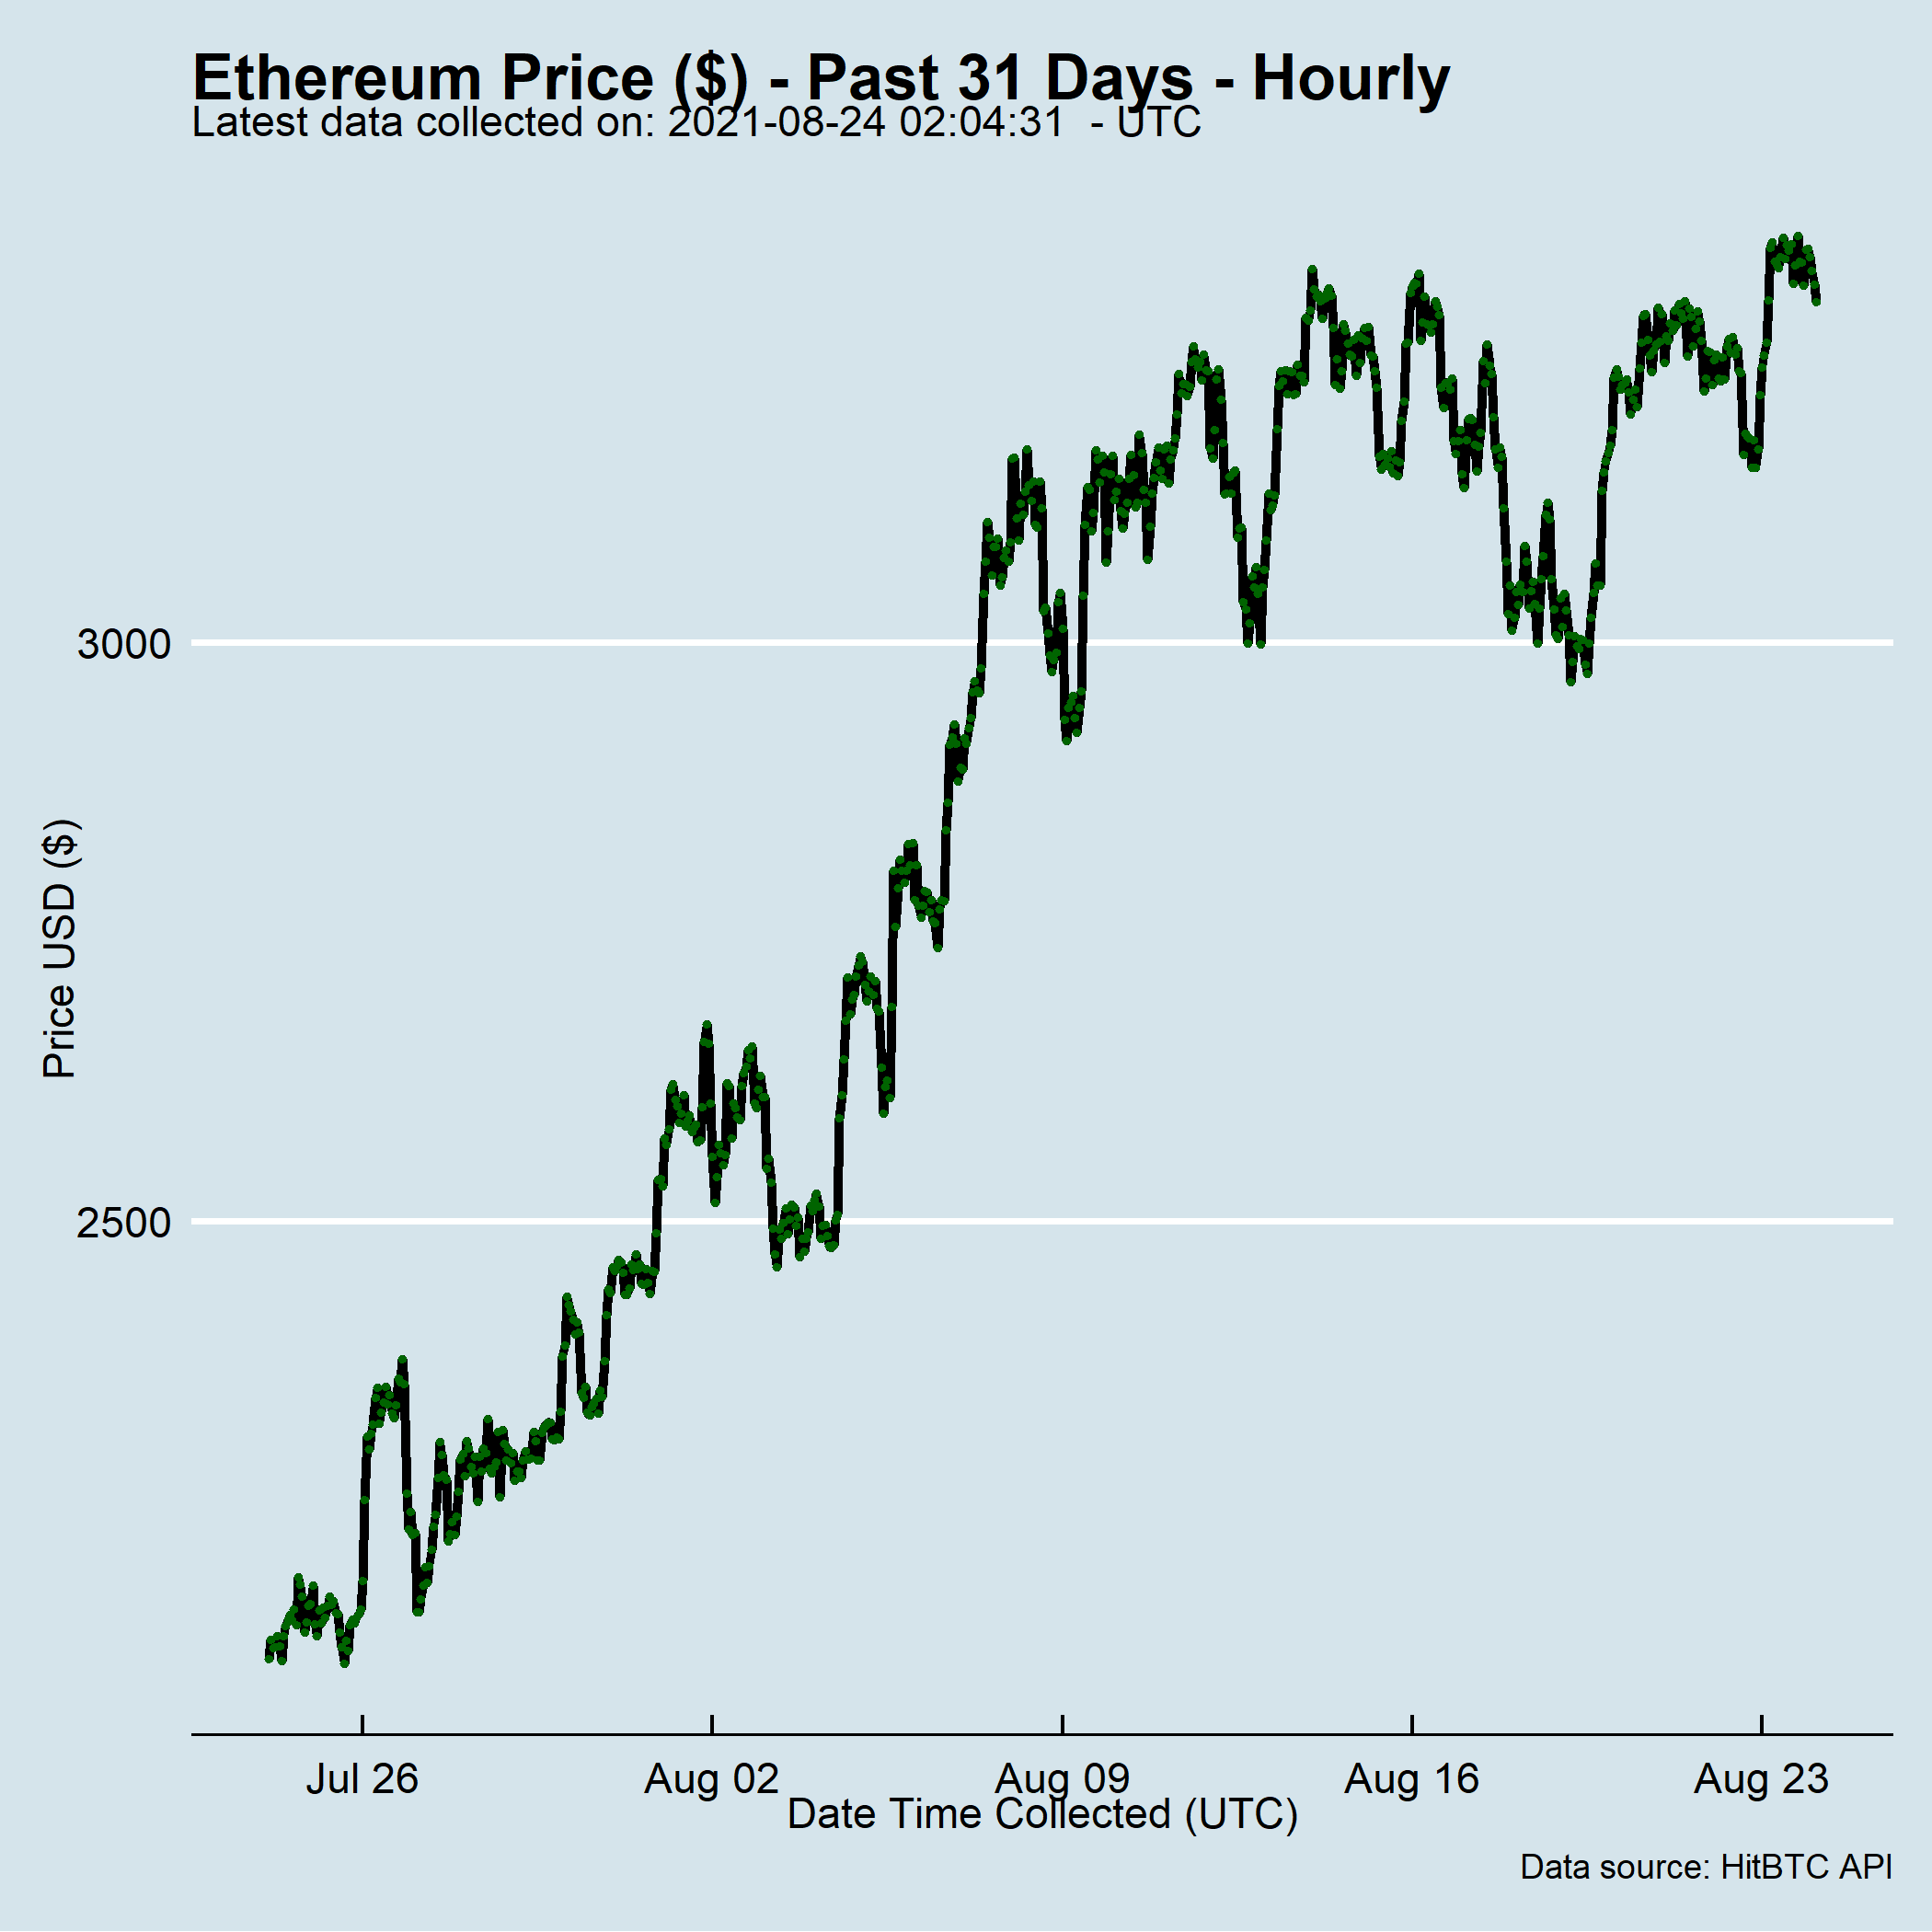 Ethereum Price ($) - Past 31 Days - Hourly
Latest data collected on: 2021-08-24 02:04:31  - UTC
Price USD ($)
3000
2500
Jul 26 Aug 02 Aug 09 Aug 16 Aug 23
Date Time Collected (UTC)
Data source: HitBTC API